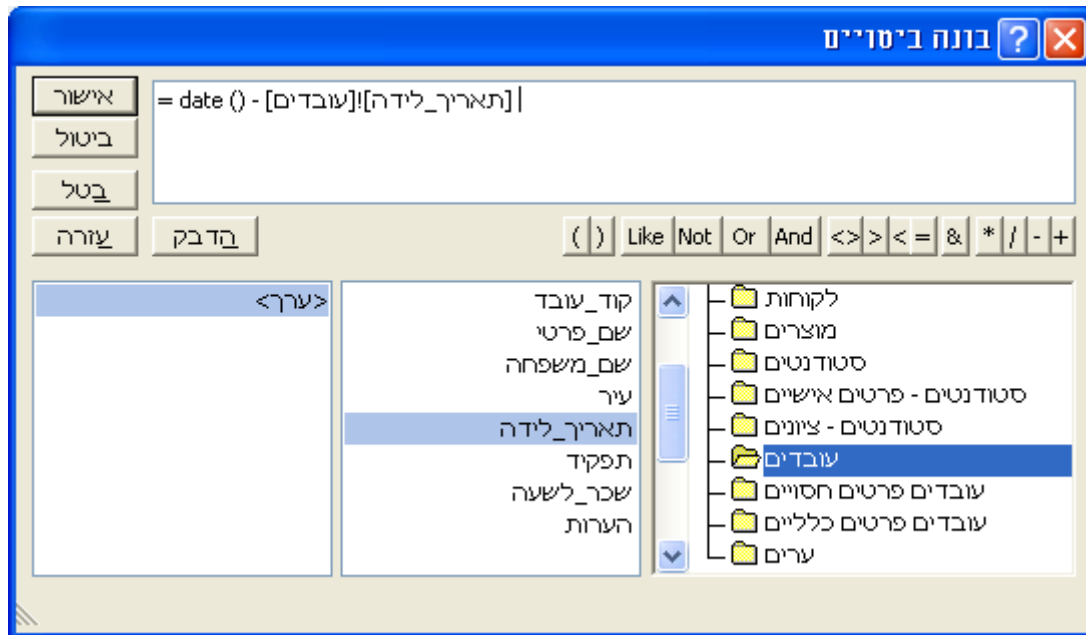 בונה ביטויים
= date () - [עובדים]![תאריך_לידה]
אישור
ביטול
בטל
עזרה
הדבק
( ) Like Not Or And <> > < = & * / - +
לקוחות
מוצרים
סטודנטים
סטודנטים - פרטים אישיים
סטודנטים - ציונים
עובדים
עובדים פרטים חסויים
עובדים פרטים כלליים
ערים
קוד_עובד
שם_פרטי
שם_משפחה
עיר
תאריך_לידה
תפקיד
שכר_לשעה
הערות
<ערך>